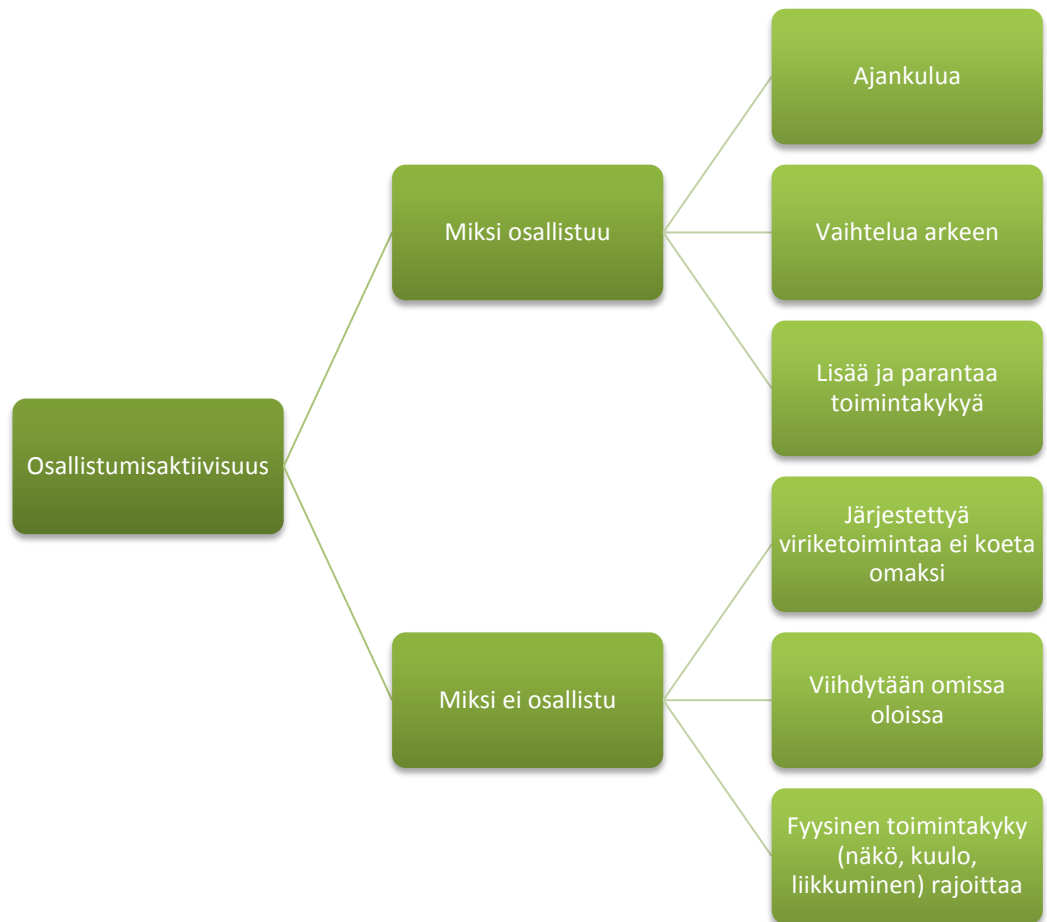 Osallistumisaktiivisuus
Miksi osallistuu
Ajankulua
Vaihtelua arkeen
Lisää ja parantaa
toimintakykyä
Miksi ei osallistu
Järjestettyä
viriketoimintaa ei koeta
omaksi
Viihdytään omissa
oloissa
Fyysinen toimintakyky
(näkö, kuulo,
liikkuminen) rajoittaa